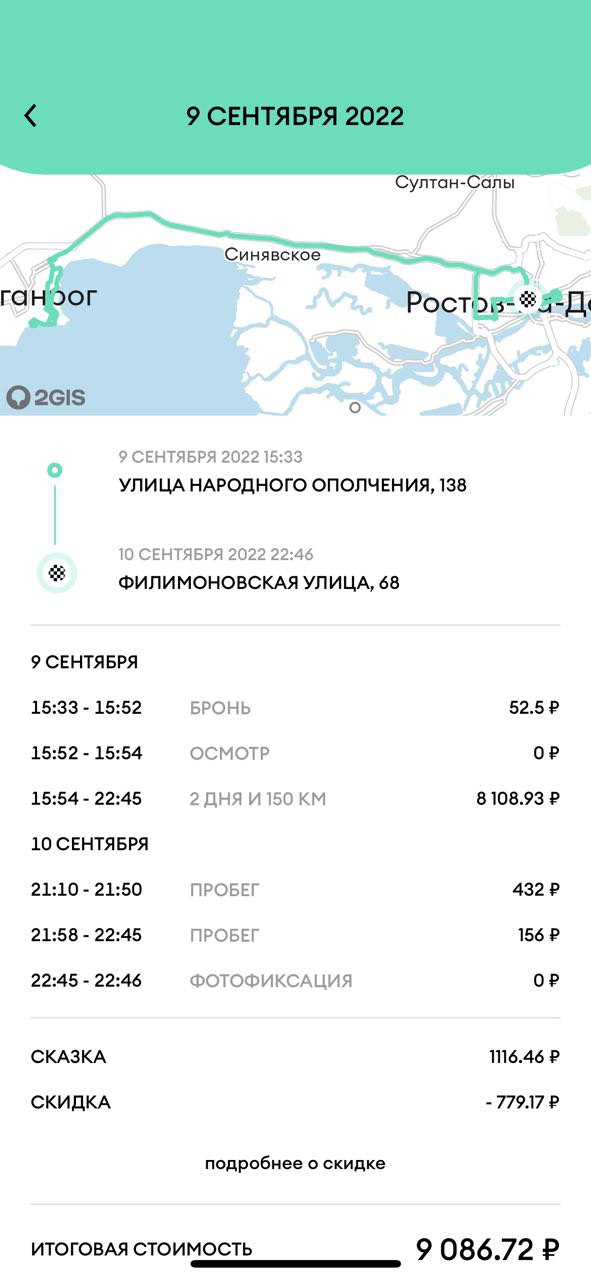 9 СЕНТЯБРЯ 2022
Султан-Салы
Синявское
ганрог
Ростов-на-До
2GIS
9 СЕНТЯБРЯ 2022 15:33
УЛИЦА НАРОДНОГО ОПОЛЧЕНИЯ, 138
10 СЕНТЯБРЯ 2022 22:46
ФИЛИМОНОВСКАЯ УЛИЦА, 68
9 СЕНТЯБРЯ
15:33 - 15:52 БРОНЬ 52.5 ₽
15:52 - 15:54 ОСМОТР 0 ₽
15:54 - 22:45 2 ДНЯ И 150 КМ 8 108.93 ₽
10 СЕНТЯБРЯ
21:10 - 21:50 ПРОБЕГ 432 ₽
21:58 - 22:45 ПРОБЕГ 156 ₽
22:45 - 22:46 ФОТОФИКСАЦИЯ 0 ₽
СКАЗКА 1116.46 ₽
СКИДКА - 779.17 ₽
подробнее о скидке
ИТОГОВАЯ СТОИМОСТЬ 9 086.72 ₽